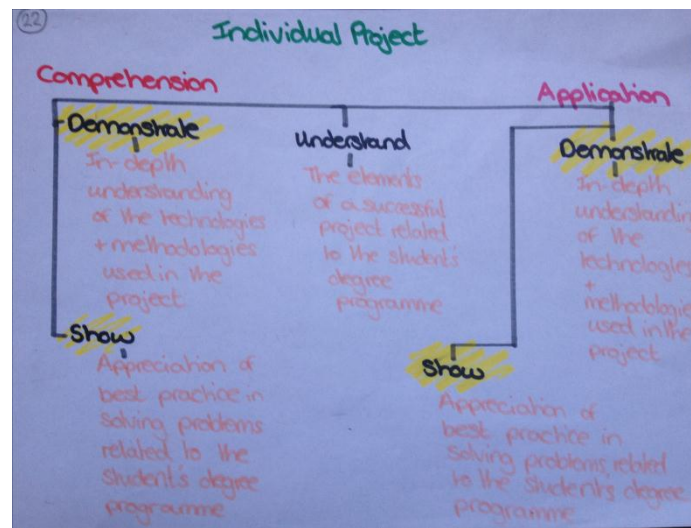 22
Individual Project
Comprehension
Application
Demonstrate
In-depth
understanding
of the technologies
+ methodologies
used in the
project
Understand
The elements
of a successful
project related
to the student's
degree
programme
Demonstrate
In-depth
understanding
of the
technologies
+
methodologies
used in the
project
Show
Appreciation of
best practice in
solving problems
related to the
student's degree
programme
Show
Appreciation of
best practice in
solving problems related
to the student's degree
programme